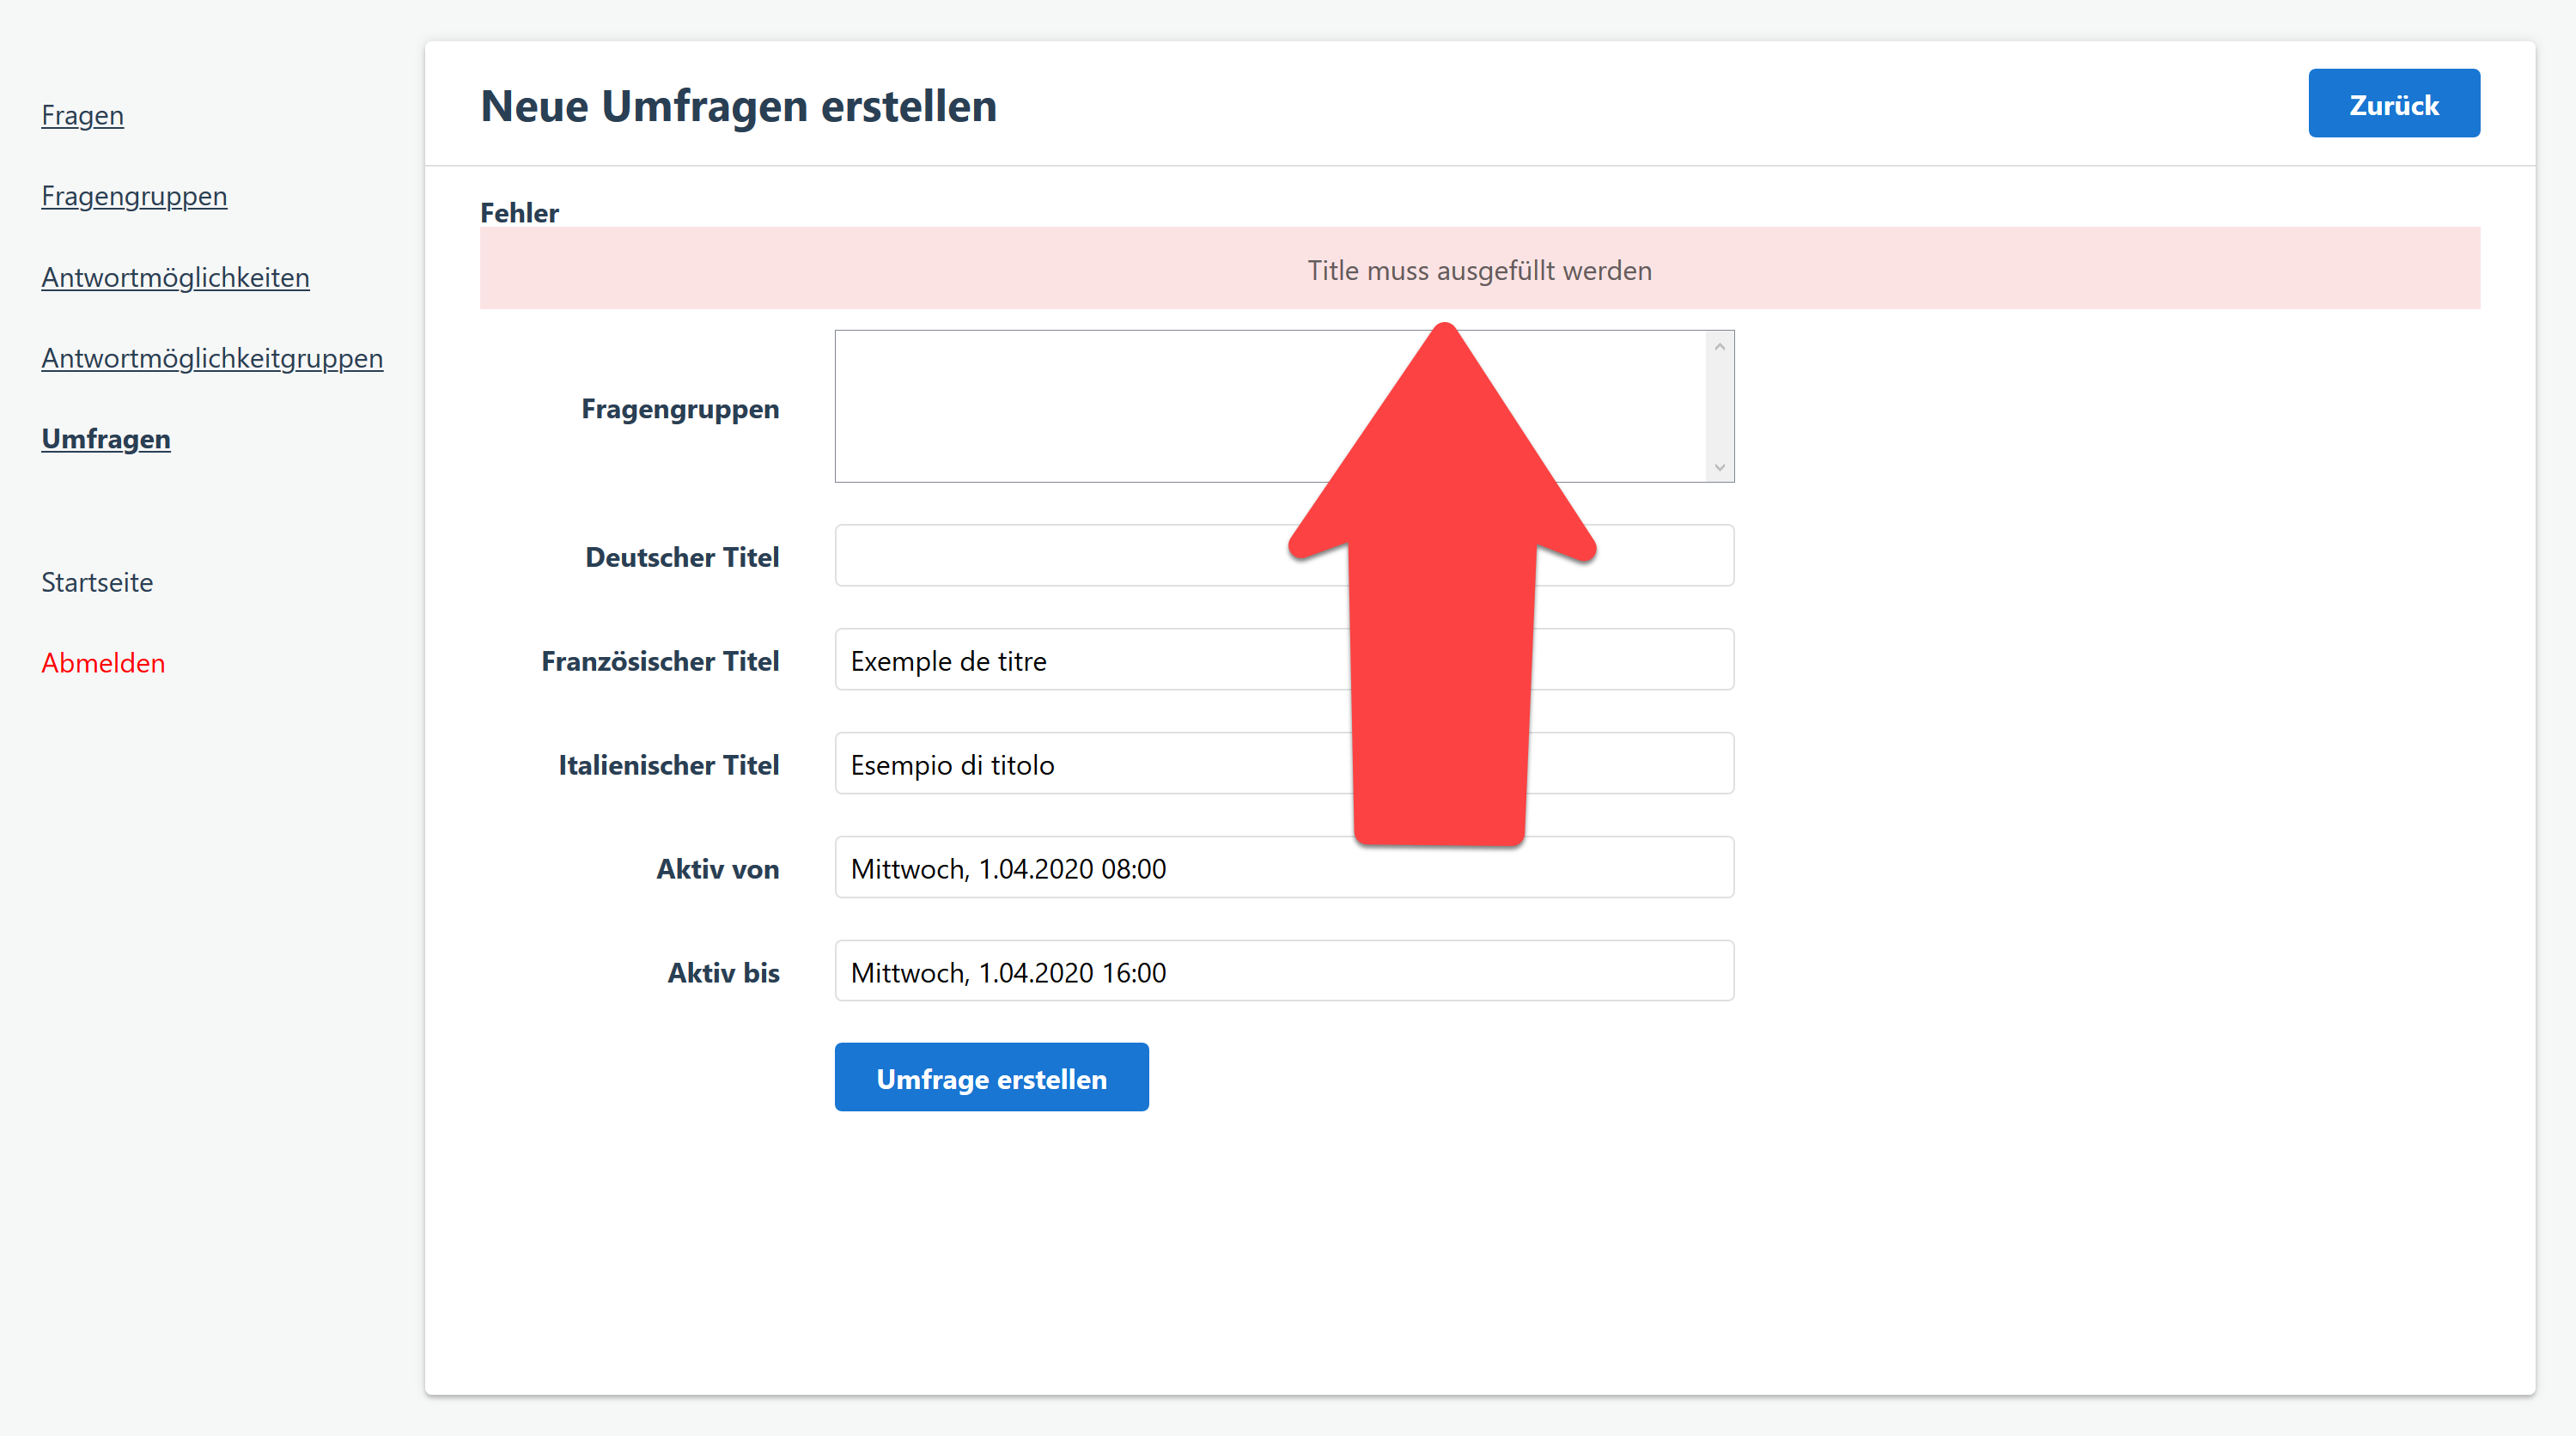 Fragen
Fragengruppen
Antwortmöglichkeiten
Antwortmöglichkeitgruppen
Umfragen
Startseite
Abmelden
Neue Umfragen erstellen
Zurück
Fehler
Title muss ausgefüllt werden
Fragengruppen
Deutscher Titel
Französischer Titel
Exemple de titre
Italienischer Titel
Esempio di titolo
Aktiv von
Mittwoch, 1.04.2020 08:00
Aktiv bis
Mittwoch, 1.04.2020 16:00
Umfrage erstellen